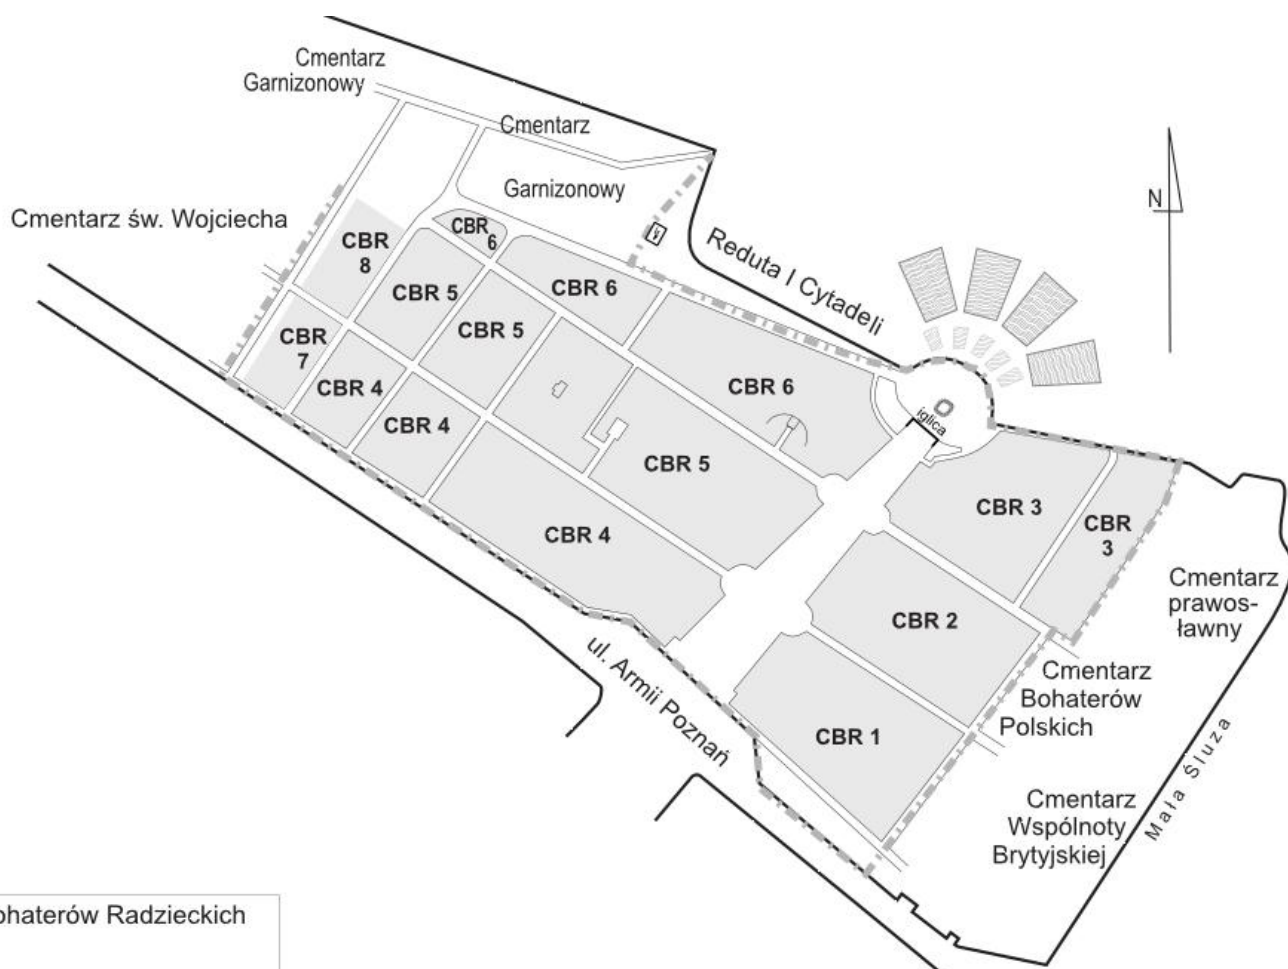 Cmentarz
Garnizonowy
Cmentarz
Garnizonowy
Cmentarz św. Wojciecha
N
Reduta I Cytadeli
CBR
8
CBR
6
CBR 5
CBR 6
CBR 5
CBR
7
CBR 4
CBR 4
CBR 6
iglica
CBR 5
CBR 4
CBR 3
CBR
3
Cmentarz
prawos-
ławny
CBR 2
CBR 1
ul. Armii Poznań
Cmentarz
Bohaterów
Polskich
Cmentarz
Wspólnoty
Brytyjskiej
Mała Śluza
ohaterów Radzieckich